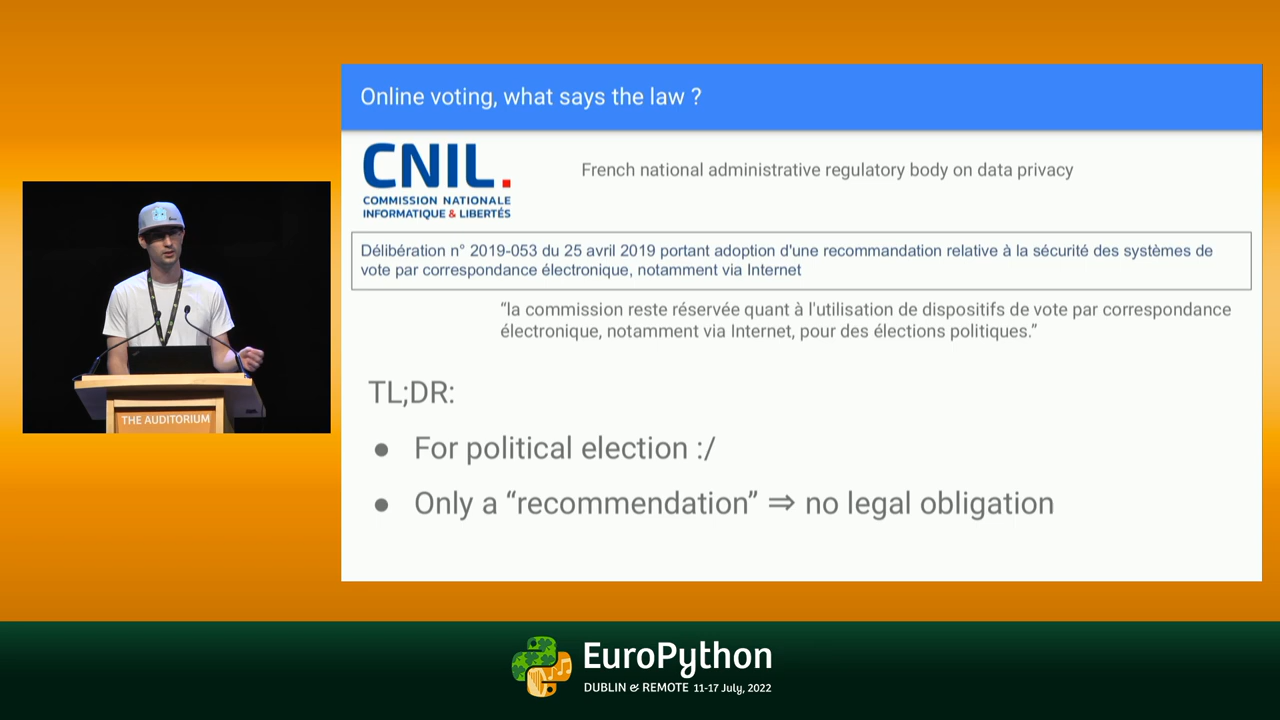 Online voting, what says the law ?
CNIL.
COMMISSION NATIONALE
INFORMATIQUE & LIBERTÉS
French national administrative regulatory body on data privacy
Délibération n° 2019-053 du 25 avril 2019 portant adoption d'une recommandation relative à la sécurité des systèmes de
vote par correspondance électronique, notamment via Internet
“la commission reste réservée quant à l'utilisation de dispositifs de vote par correspondance
électronique, notamment via Internet, pour des élections politiques.”
TL;DR:
● For political election :/
● Only a “recommendation” ⇒ no legal obligation
THE AUDITORIUM
EuroPython
DUBLIN & REMOTE 11-17 July, 2022